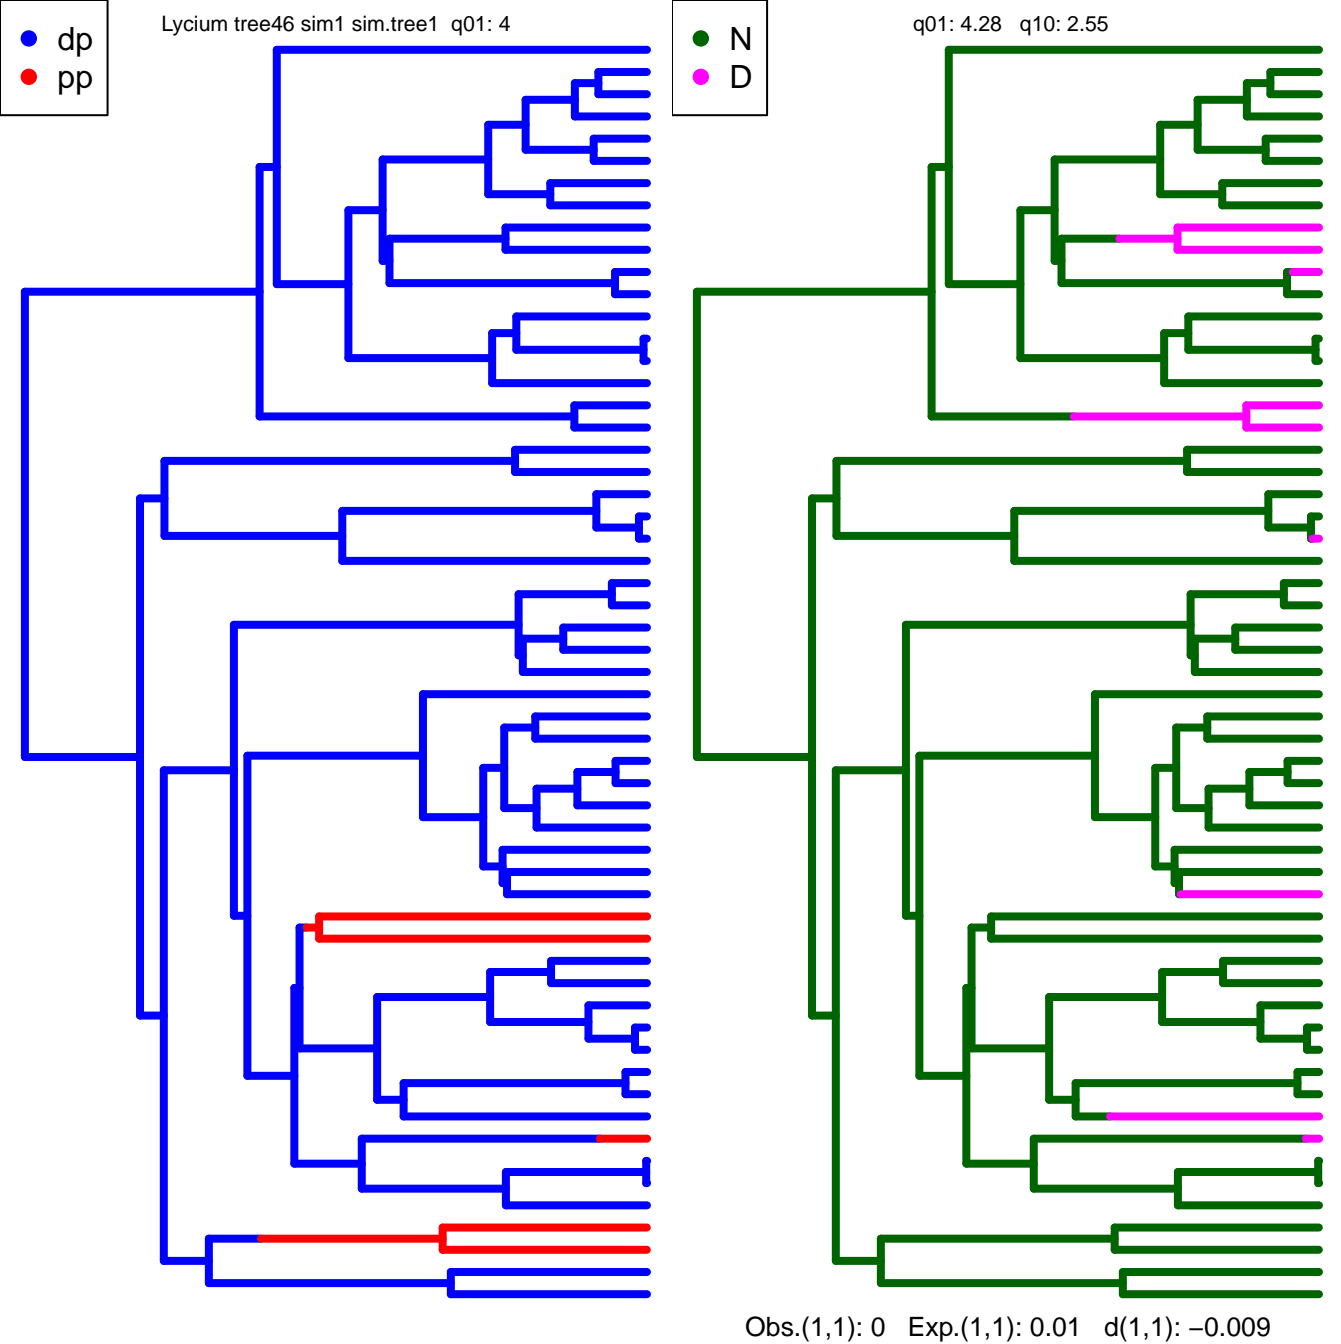 Lycium tree46 sim1 sim.tree1  q01: 4
dp
pp
q01: 4.28   q10: 2.55
N
D
Obs.(1,1): 0   Exp.(1,1): 0.01   d(1,1): −0.009